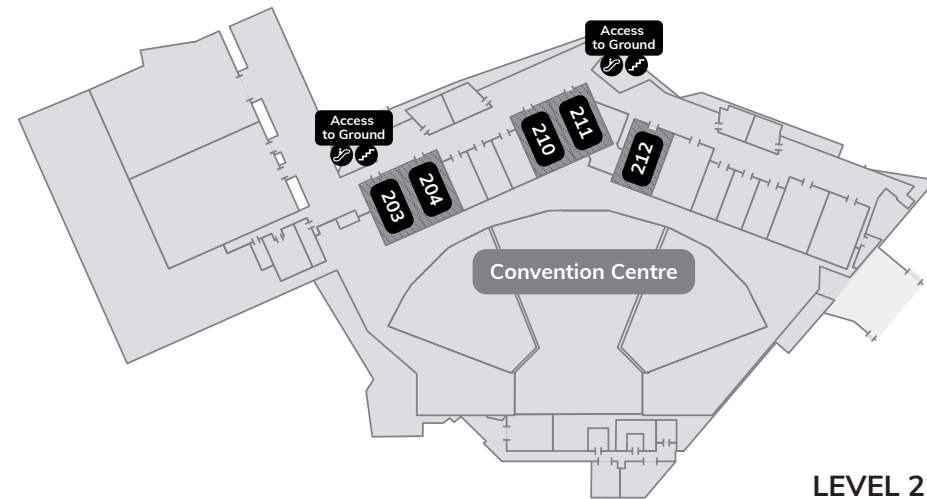 Access
to Ground
Access
to Ground
211
210
212
204
203
Convention Centre
LEVEL 2